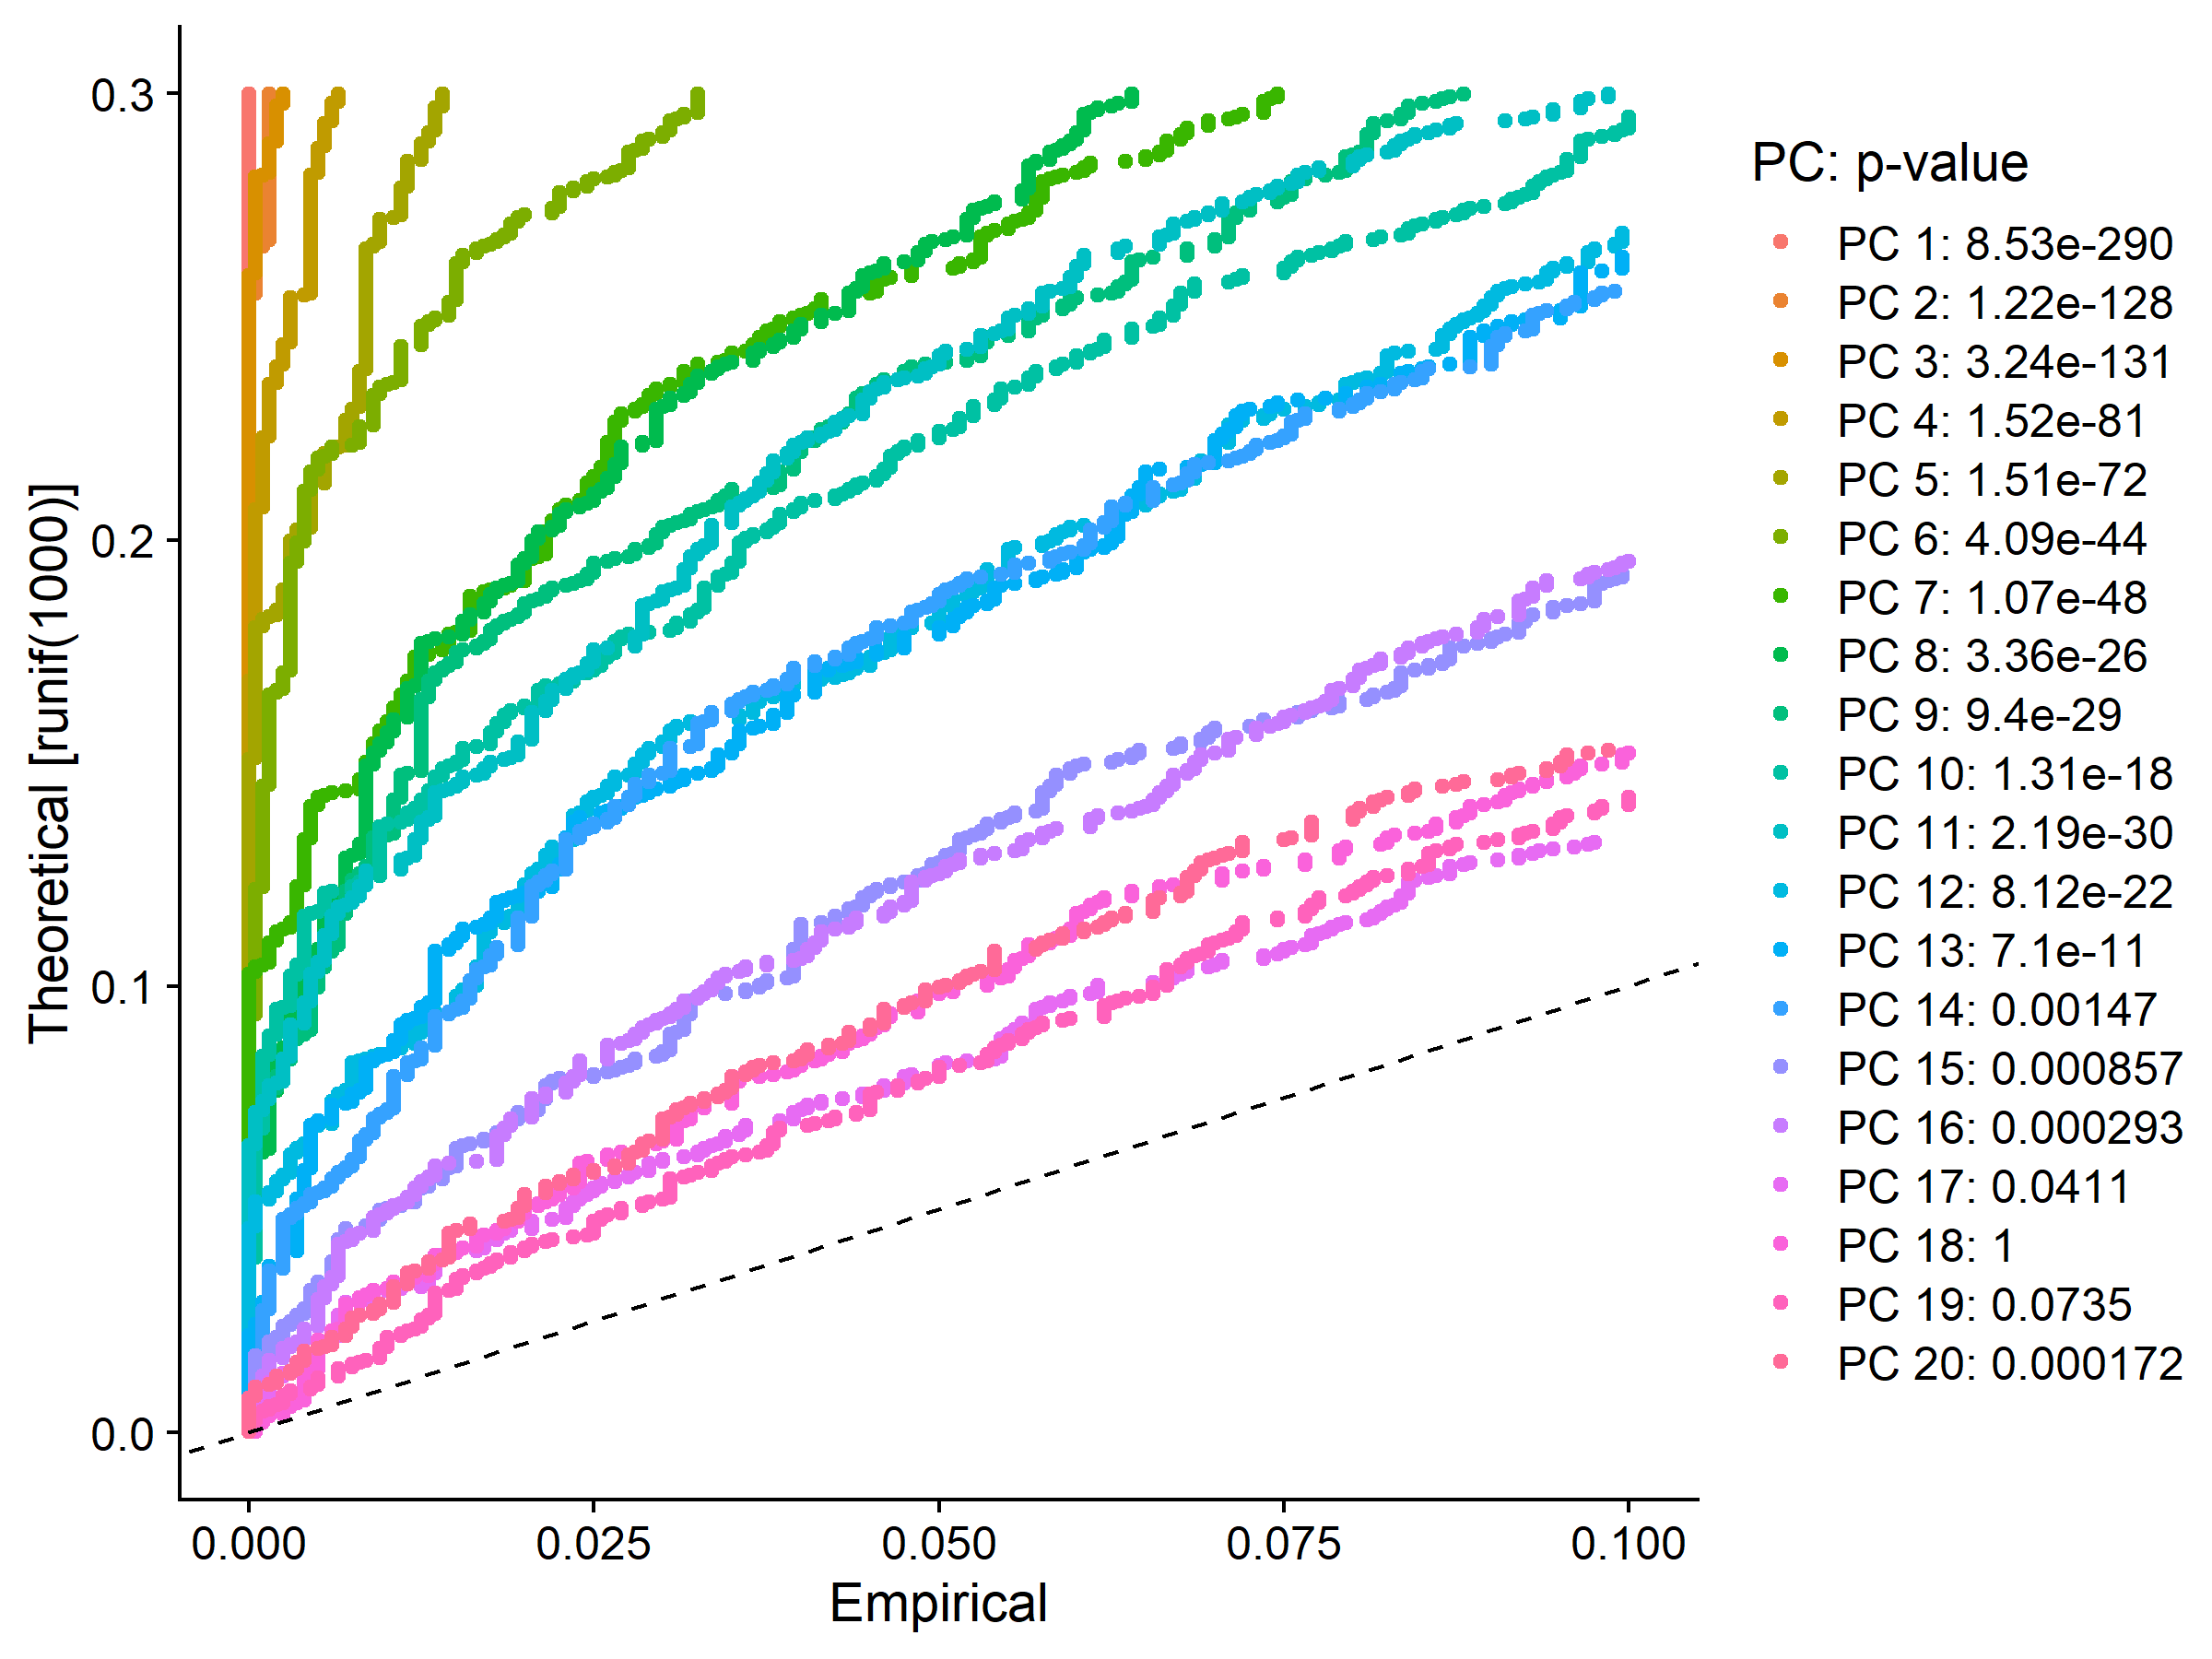 0.3
0.2
0.1
0.0
Theoretical [runif(1000)]
0.000
0.025
0.050
0.075
0.100
Empirical
PC: p-value
PC 1: 8.53e-290
PC 2: 1.22e-128
PC 3: 3.24e-131
PC 4: 1.52e-81
PC 5: 1.51e-72
PC 6: 4.09e-44
PC 7: 1.07e-48
PC 8: 3.36e-26
PC 9: 9.4e-29
PC 10: 1.31e-18
PC 11: 2.19e-30
PC 12: 8.12e-22
PC 13: 7.1e-11
PC 14: 0.00147
PC 15: 0.000857
PC 16: 0.000293
PC 17: 0.0411
PC 18: 1
PC 19: 0.0735
PC 20: 0.000172